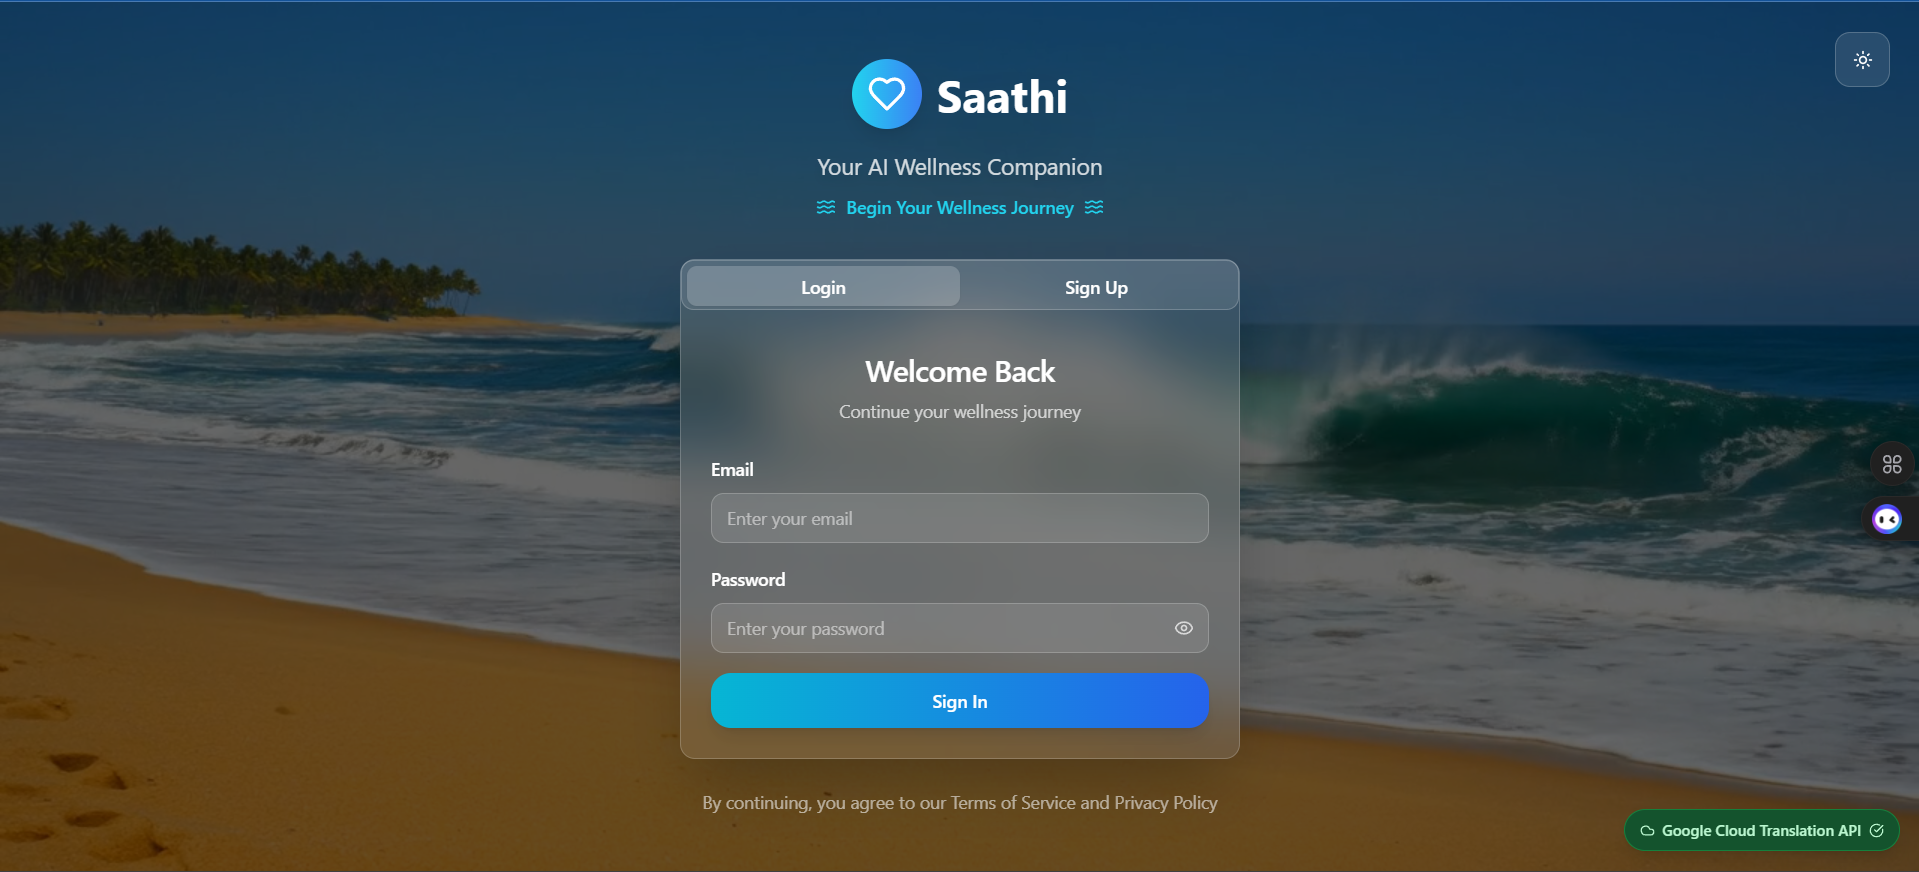 Saathi
Your AI Wellness Companion
Begin Your Wellness Journey
Login
Sign Up
Welcome Back
Continue your wellness journey
Email
Enter your email
Password
Enter your password
Sign In
By continuing, you agree to our Terms of Service and Privacy Policy
Google Cloud Translation API